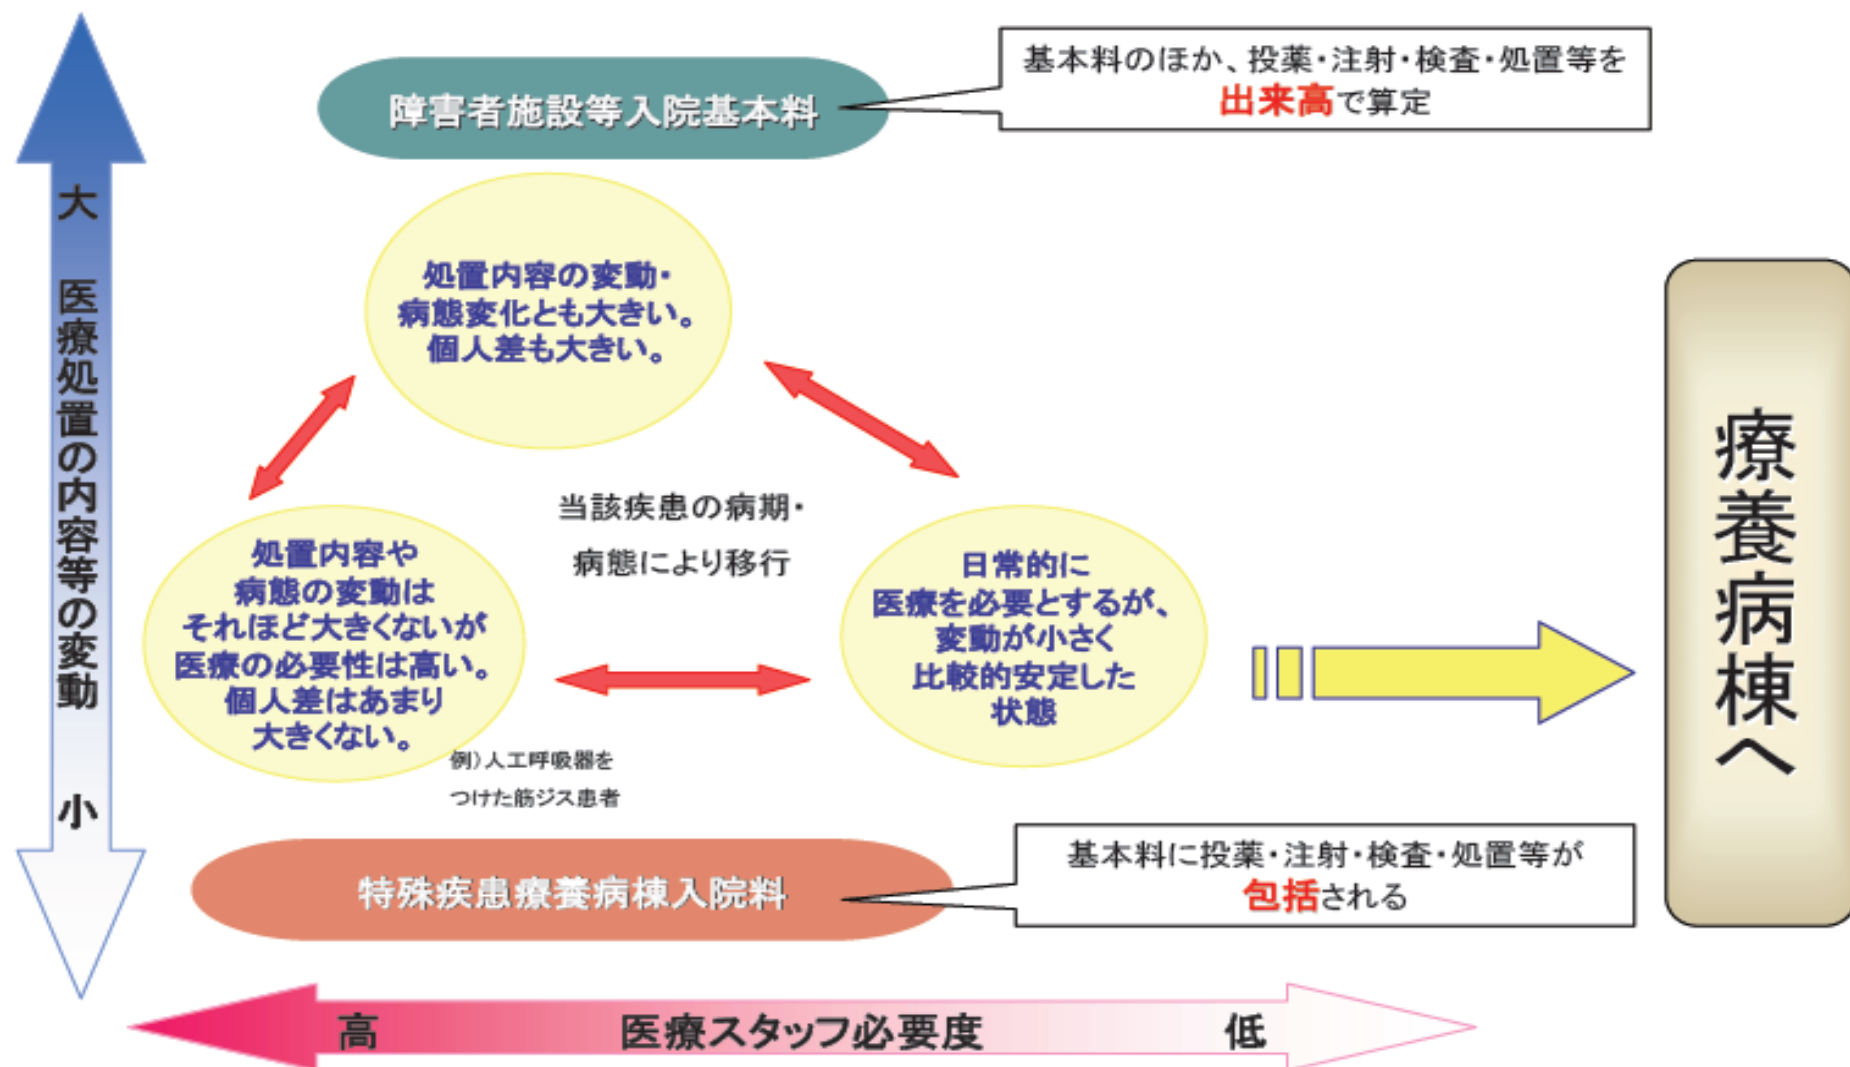 障害者施設等入院基本料
基本料のほか、投薬・注射・検査・処置等を
出来高で算定
大 医療処置の内容等の変動 小
処置内容の変動・
病態変化とも大きい。
個人差も大きい。
当該疾患の病期・
病態により移行
処置内容や
病態の変動は
それほど大きくないが
医療の必要性は高い。
個人差はあまり
大きくない。
例)人工呼吸器を
つけた筋ジス患者
日常的に
医療を必要とするが、
変動が小さく
比較的安定した
状態
療養病棟へ
特殊疾患療養病棟入院料
基本料に投薬・注射・検査・処置等が
包括される
高 医療スタッフ必要度 低